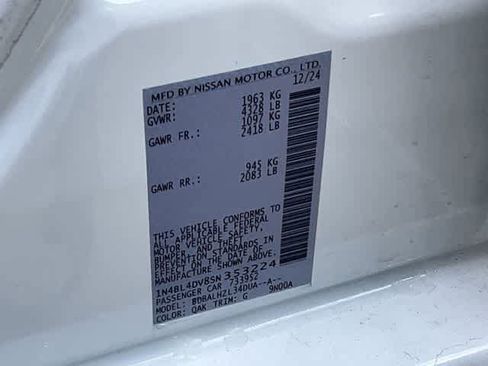 MFD BY NISSAN MOTOR CO., LTD.
DATE: 12/24
GVWR: 1963 KG
4328 LB
GAWR FR.: 1097 KG
2418 LB
GAWR RR.: 945 KG
2083 LB
THIS VEHICLE CONFORMS TO
ALL APPLICABLE FEDERAL
MOTOR VEHICLE SAFETY,
BUMPER, AND THEFT
PREVENTION STANDARDS IN
EFFECT ON THE DATE OF
MANUFACTURE SHOWN ABOVE.
1N4BL4DV8SN353224
PASSENGER CAR 733952
MODEL: BDBALHZL34DUA--A--
COLOR: QAK TRIM: G 9N00A